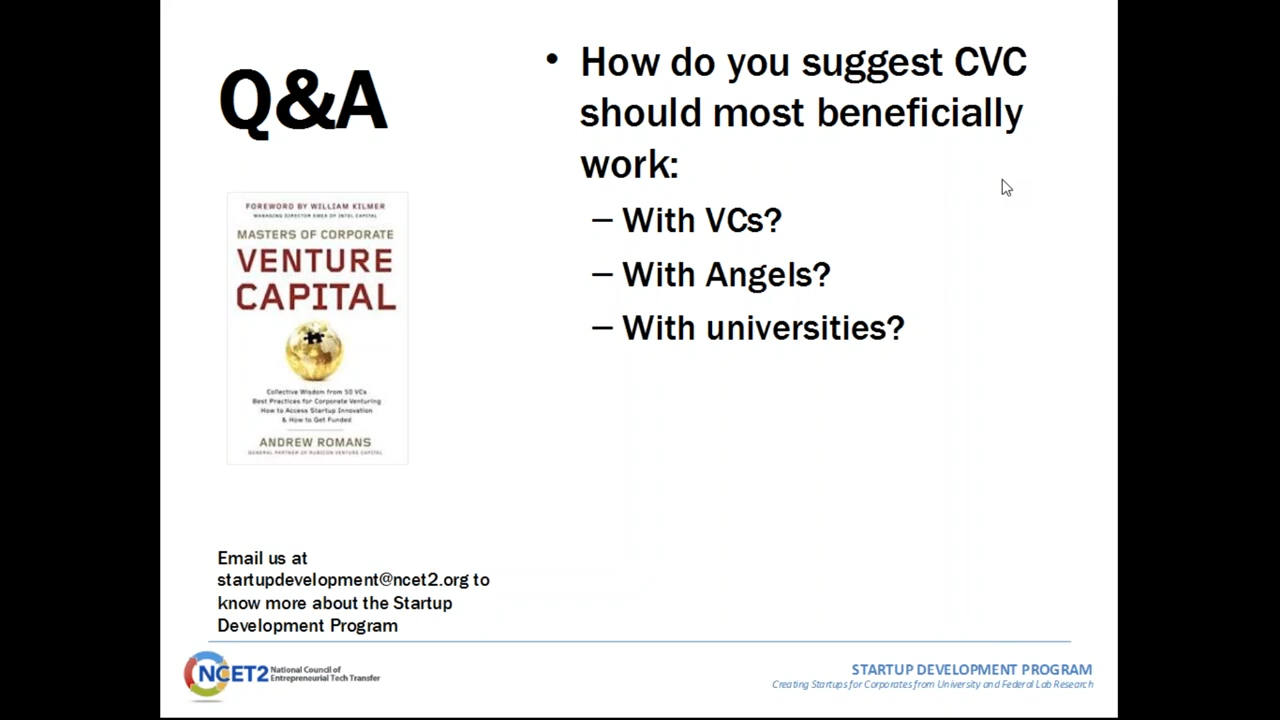 Q&A
• How do you suggest CVC
should most beneficially
work:
– With VCs?
– With Angels?
– With universities?
FOREWORD BY WILLIAM KILMER
MANAGING DIRECTOR EMEA OF INTEL CAPITAL
MASTERS OF CORPORATE
VENTURE
CAPITAL
Collective Wisdom from 50 VCs
Best Practices for Corporate Venturing
How to Access Startup Innovation
& How to Get Funded
ANDREW ROMANS
GENERAL PARTNER OF RUBICON VENTURE CAPITAL
Email us at
startupdevelopment@ncet2.org to
know more about the Startup
Development Program
NCET2 National Council of
Entrepreneurial Tech Transfer
STARTUP DEVELOPMENT PROGRAM
Creating Startups for Corporates from University and Federal Lab Research